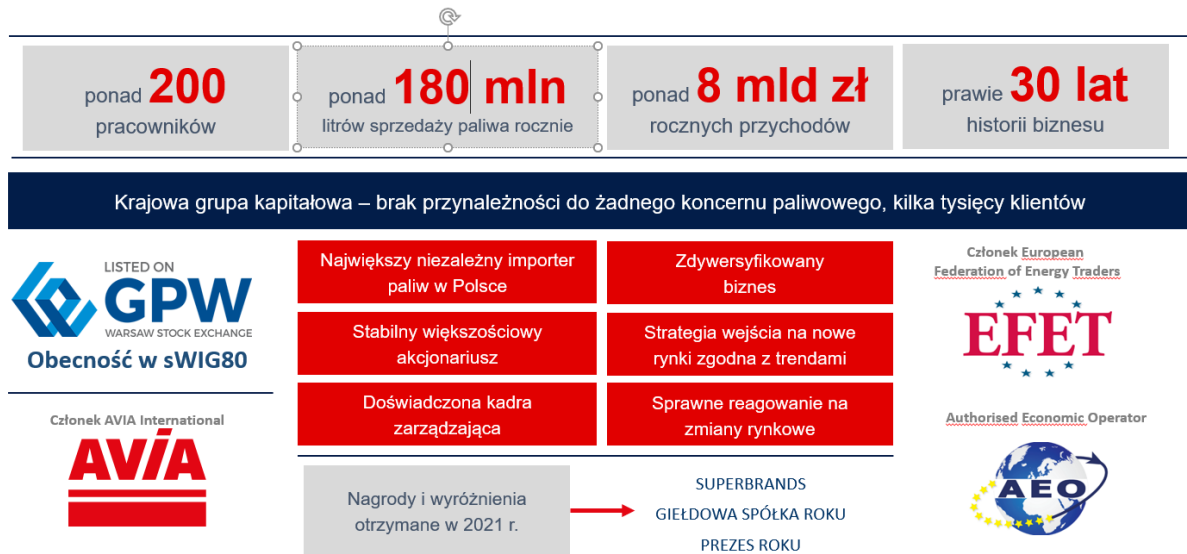 ponad 200
pracowników
ponad 180 mln
litrów sprzedaży paliwa rocznie
ponad 8 mld zł
rocznych przychodów
prawie 30 lat
historii biznesu
Krajowa grupa kapitałowa – brak przynależności do żadnego koncernu paliwowego, kilka tysięcy klientów
LISTED ON
GPW
WARSAW STOCK EXCHANGE
Obecność w sWIG80
Członek AVIA International
AVIA
Największy niezależny importer
paliw w Polsce
Zdywersyfikowany
biznes
Stabilny większościowy
akcjonariusz
Strategia wejścia na nowe
rynki zgodna z trendami
Doświadczona kadra
zarządzająca
Sprawne reagowanie na
zmiany rynkowe
Nagrody i wyróżnienia
otrzymane w 2021 r.
SUPERBRANDS
GIEŁDOWA SPÓŁKA ROKU
PREZES ROKU
Członek European
Federation of Energy Traders
EFET
Authorised Economic Operator
AEO